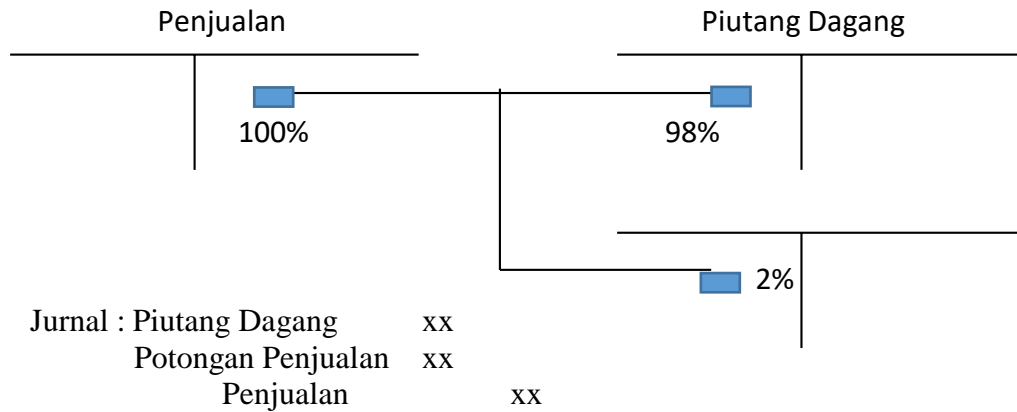 Penjualan Piutang Dagang
100% 98%
2%
Jurnal : Piutang Dagang xx
Potongan Penjualan xx
Penjualan xx